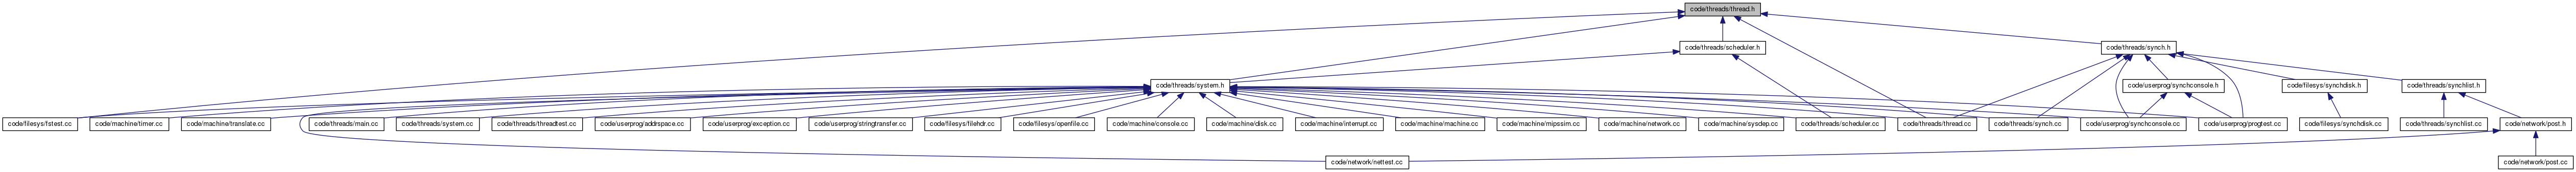 code/threads/thread.h
code/threads/scheduler.h
code/threads/synch.h
code/threads/system.h
code/userprog/synchconsole.h
code/filesys/synchdisk.h
code/threads/synchlist.h
code/filesys/fstest.cc
code/machine/timer.cc
code/machine/translate.cc
code/threads/main.cc
code/threads/system.cc
code/threads/threadtest.cc
code/userprog/addrspace.cc
code/userprog/exception.cc
code/userprog/stringtransfer.cc
code/filesys/filehdr.cc
code/filesys/openfile.cc
code/machine/console.cc
code/machine/disk.cc
code/machine/interrupt.cc
code/machine/machine.cc
code/machine/mipssim.cc
code/machine/network.cc
code/machine/sysdep.cc
code/threads/scheduler.cc
code/threads/thread.cc
code/threads/synch.cc
code/userprog/synchconsole.cc
code/userprog/progtest.cc
code/filesys/synchdisk.cc
code/threads/synchlist.cc
code/network/post.h
code/network/nettest.cc
code/network/post.cc